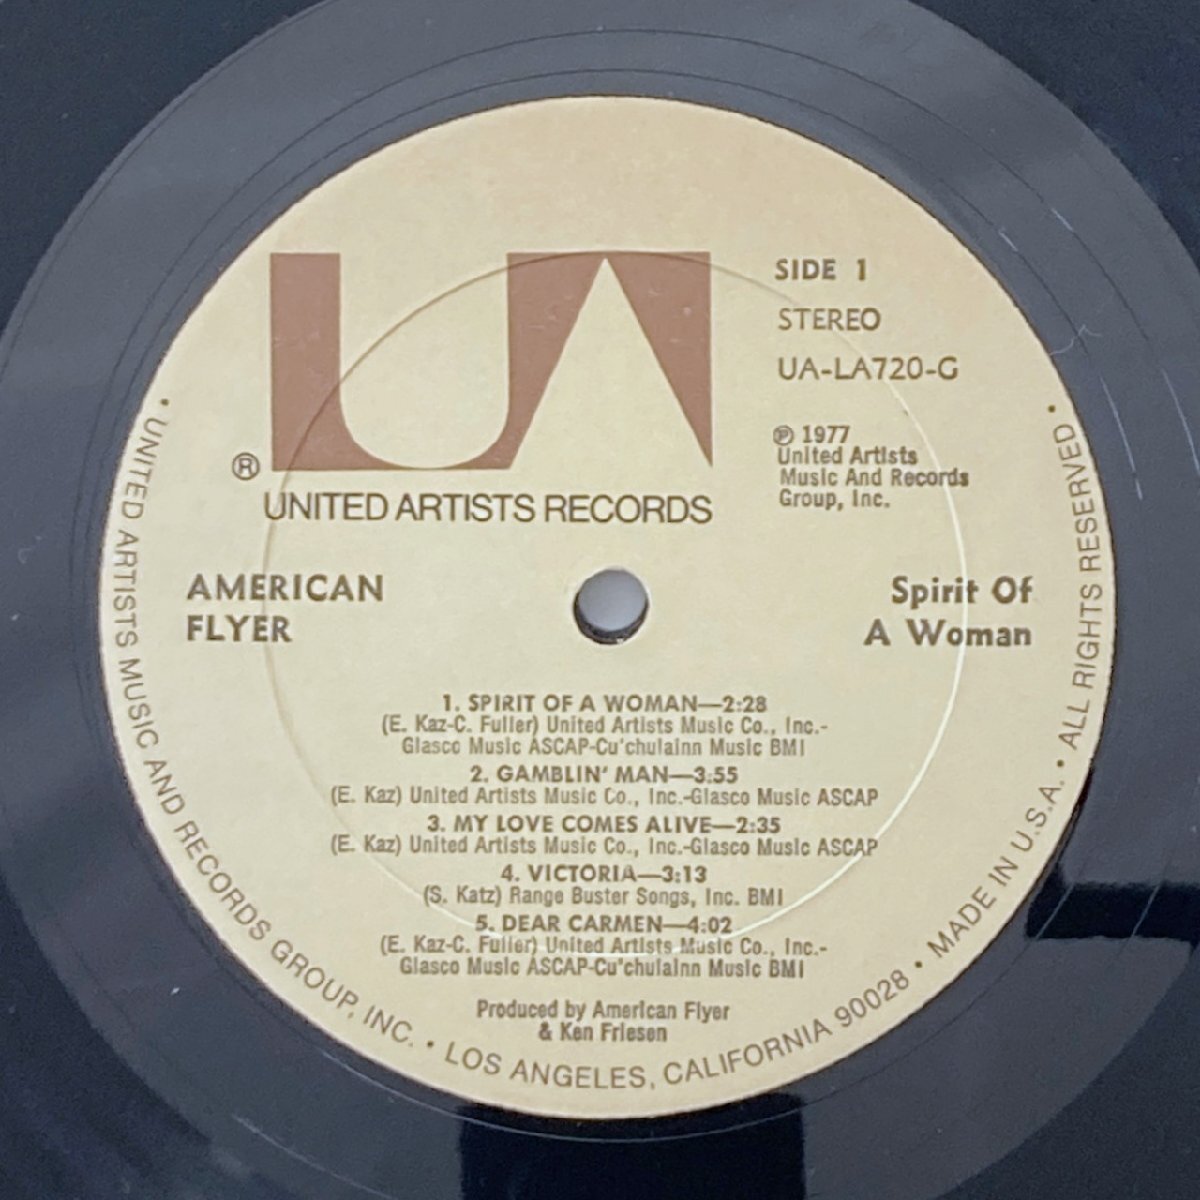 UA
®
UNITED ARTISTS RECORDS
SIDE 1
STEREO
UA-LA720-G
℗ 1977
United Artists
Music And Records
Group, Inc.
AMERICAN
FLYER
Spirit Of
A Woman
1. SPIRIT OF A WOMAN—2:28
(E. Kaz-C. Fuller) United Artists Music Co., Inc.-
Glasco Music ASCAP-Cu'chulainn Music BMI
2. GAMBLIN' MAN—3:55
(E. Kaz) United Artists Music Co., Inc.-Glasco Music ASCAP
3. MY LOVE COMES ALIVE—2:35
(E. Kaz) United Artists Music Co., Inc.-Glasco Music ASCAP
4. VICTORIA—3:13
(S. Katz) Range Buster Songs, Inc. BMI
5. DEAR CARMEN—4:02
(E. Kaz-C. Fuller) United Artists Music Co., Inc.-
Glasco Music ASCAP-Cu'chulainn Music BMI
Produced by American Flyer
& Ken Friesen
• UNITED ARTISTS MUSIC AND RECORDS GROUP, INC. • LOS ANGELES, CALIFORNIA 90028 • MADE IN U.S.A. • ALL RIGHTS RESERVED •